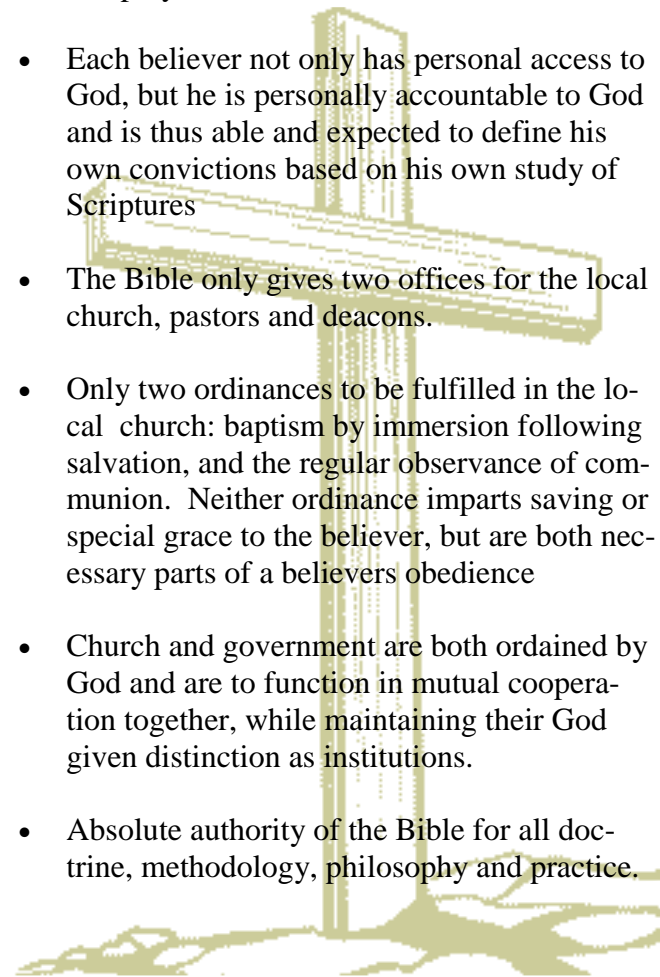 • Each believer not only has personal access to
God, but he is personally accountable to God
and is thus able and expected to define his
own convictions based on his own study of
Scriptures
• The Bible only gives two offices for the local
church, pastors and deacons.
• Only two ordinances to be fulfilled in the lo-
cal church: baptism by immersion following
salvation, and the regular observance of com-
munion. Neither ordinance imparts saving or
special grace to the believer, but are both nec-
essary parts of a believers obedience
• Church and government are both ordained by
God and are to function in mutual coopera-
tion together, while maintaining their God
given distinction as institutions.
• Absolute authority of the Bible for all doc-
trine, methodology, philosophy and practice.